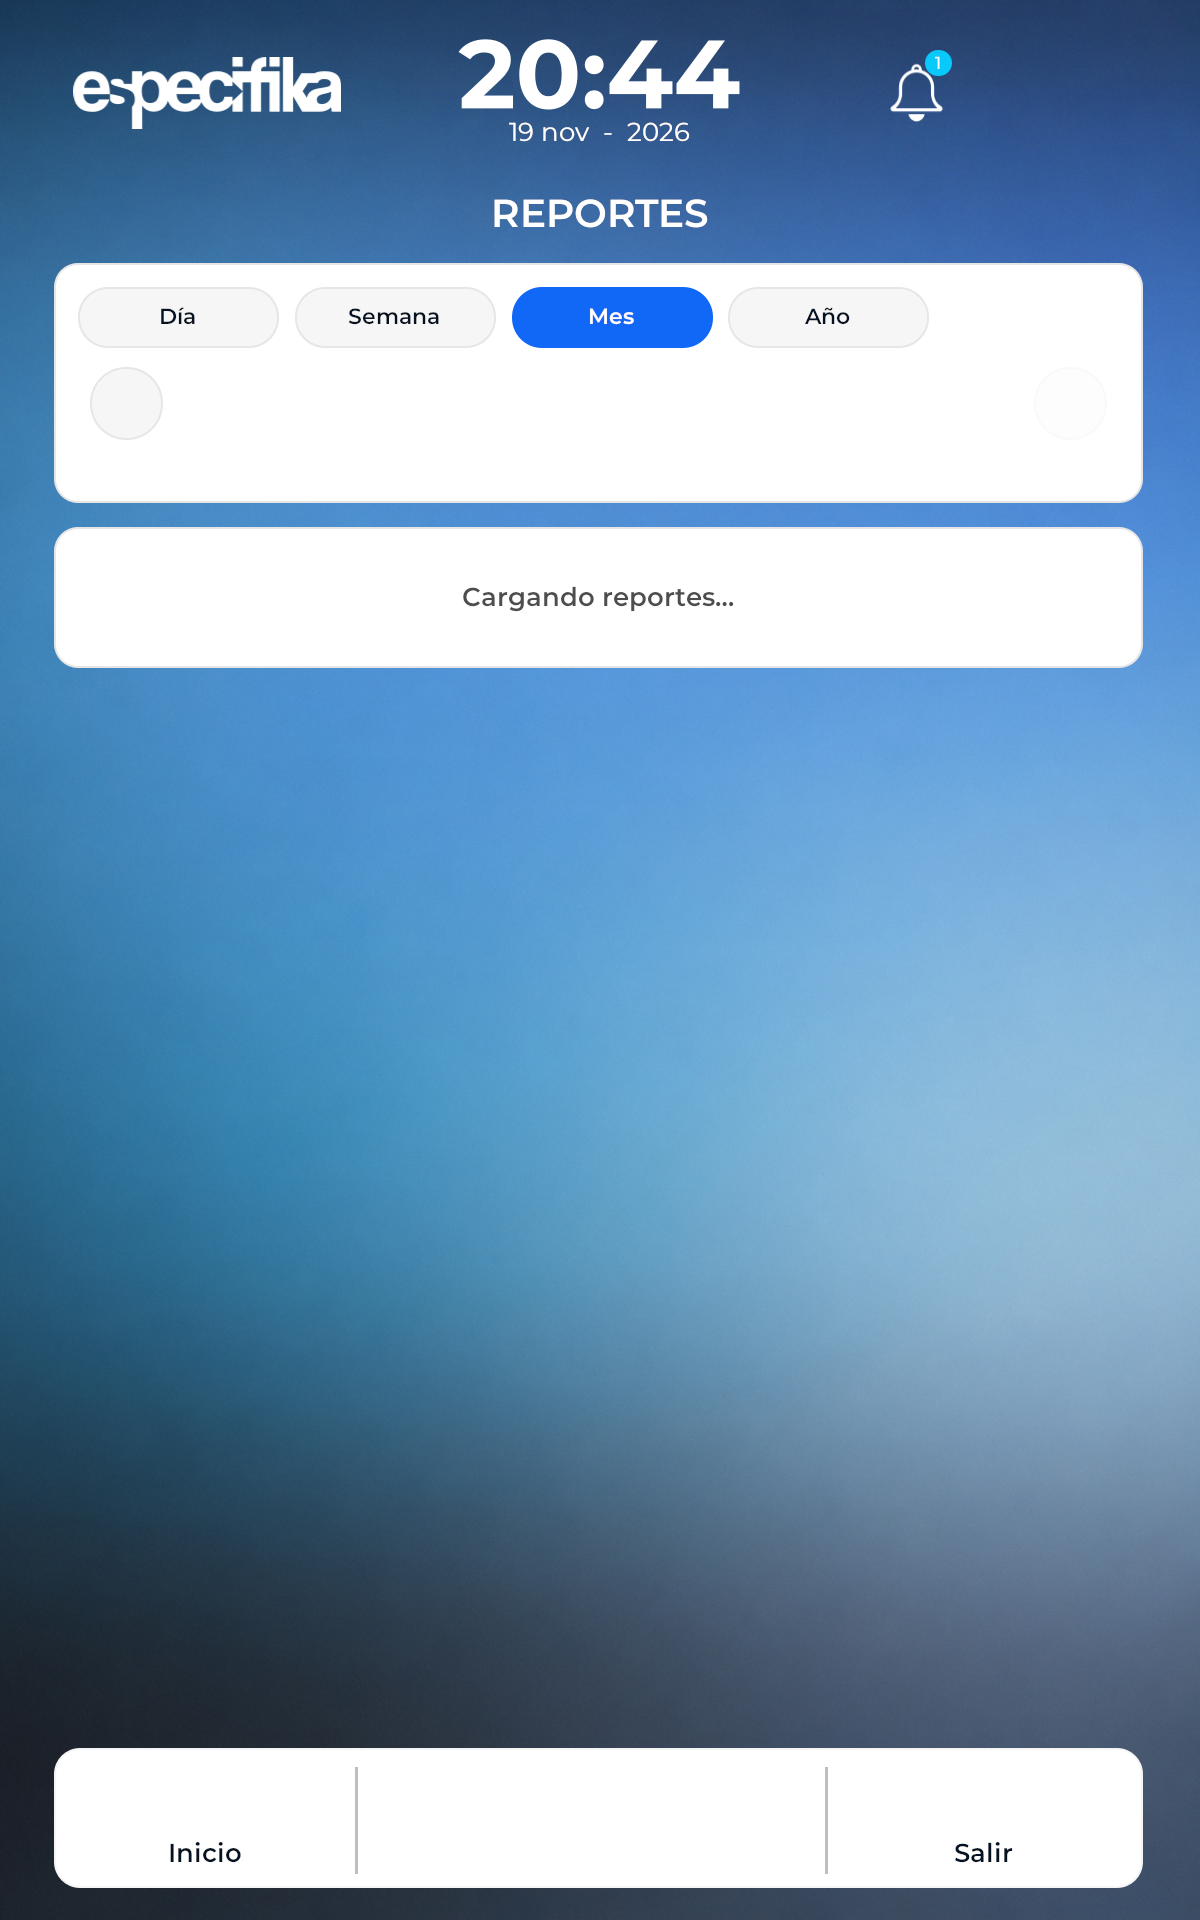 especifika
20:44
1
19 nov - 2026
REPORTES
Día
Semana
Mes
Año
Cargando reportes...
Inicio
Salir